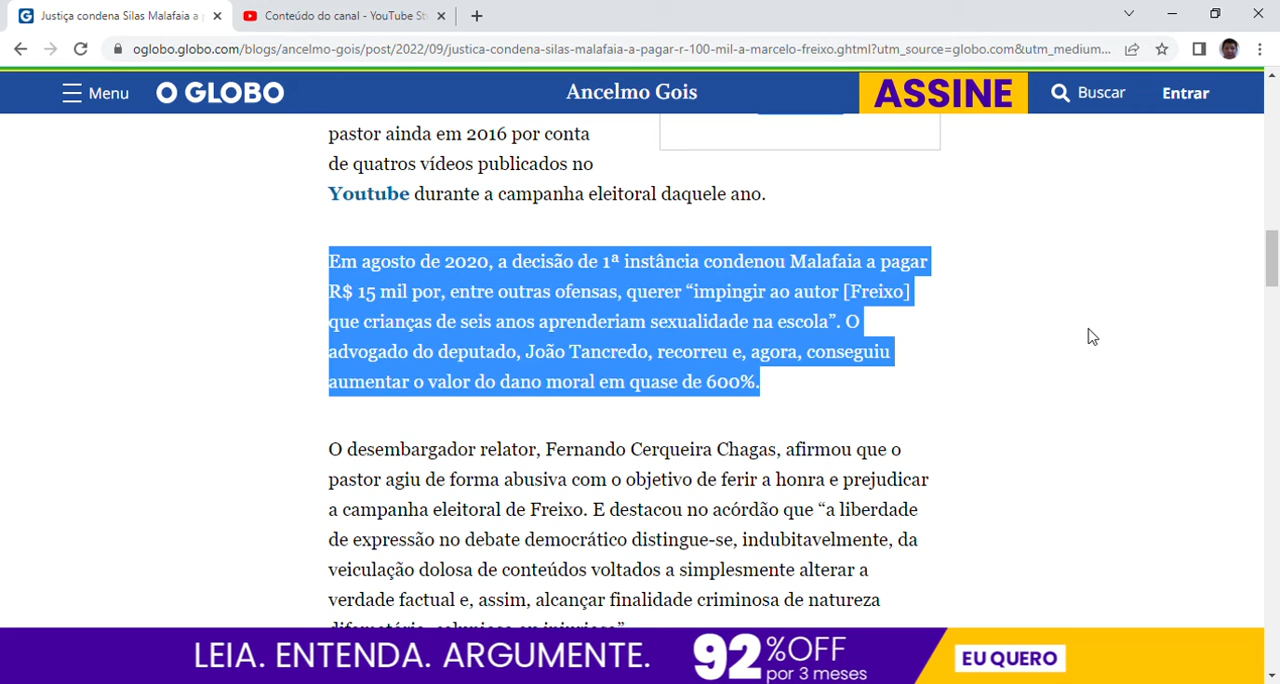 Justiça condena Silas Malafaia a p
Conteúdo do canal - YouTube St
oglobo.globo.com/blogs/ancelmo-gois/post/2022/09/justica-condena-silas-malafaia-a-pagar-r-100-mil-a-marcelo-freixo.ghtml?utm_source=globo.com&utm_medium...
Menu O GLOBO Ancelmo Gois ASSINE Buscar Entrar
pastor ainda em 2016 por conta
de quatros vídeos publicados no
Youtube durante a campanha eleitoral daquele ano.
Em agosto de 2020, a decisão de 1ª instância condenou Malafaia a pagar
R$ 15 mil por, entre outras ofensas, querer “impingir ao autor [Freixo]
que crianças de seis anos aprenderiam sexualidade na escola”. O
advogado do deputado, João Tancredo, recorreu e, agora, conseguiu
aumentar o valor do dano moral em quase de 600%.
O desembargador relator, Fernando Cerqueira Chagas, afirmou que o
pastor agiu de forma abusiva com o objetivo de ferir a honra e prejudicar
a campanha eleitoral de Freixo. E destacou no acórdão que “a liberdade
de expressão no debate democrático distingue-se, indubitavelmente, da
veiculação dolosa de conteúdos voltados a simplesmente alterar a
verdade factual e, assim, alcançar finalidade criminosa de natureza
LEIA. ENTENDA. ARGUMENTE. 92%OFF por 3 meses EU QUERO